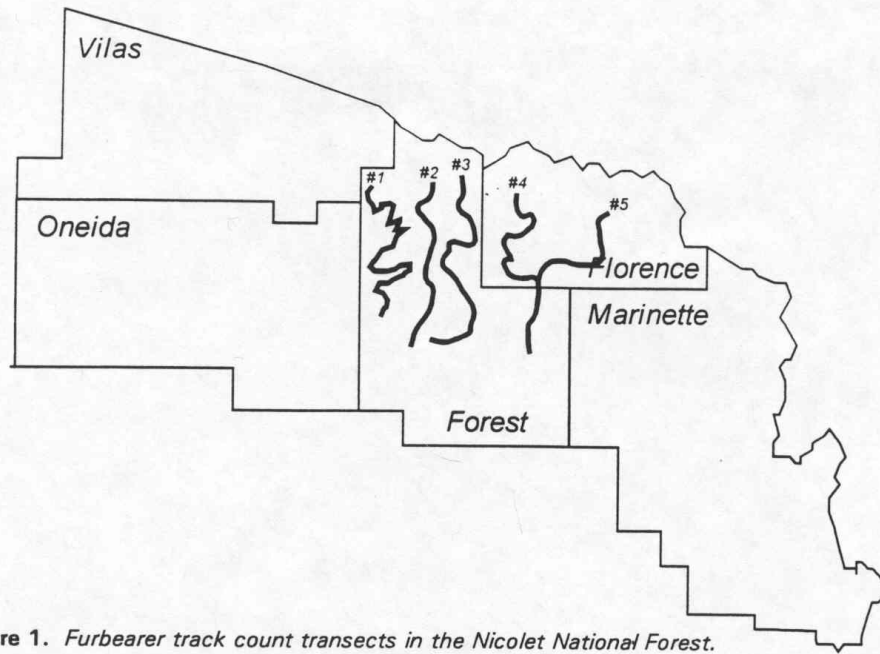 Vilas
#1
#2
#3
#4
#5
Oneida
Florence
Marinette
Forest
re 1. Furbearer track count transects in the Nicolet National Forest.